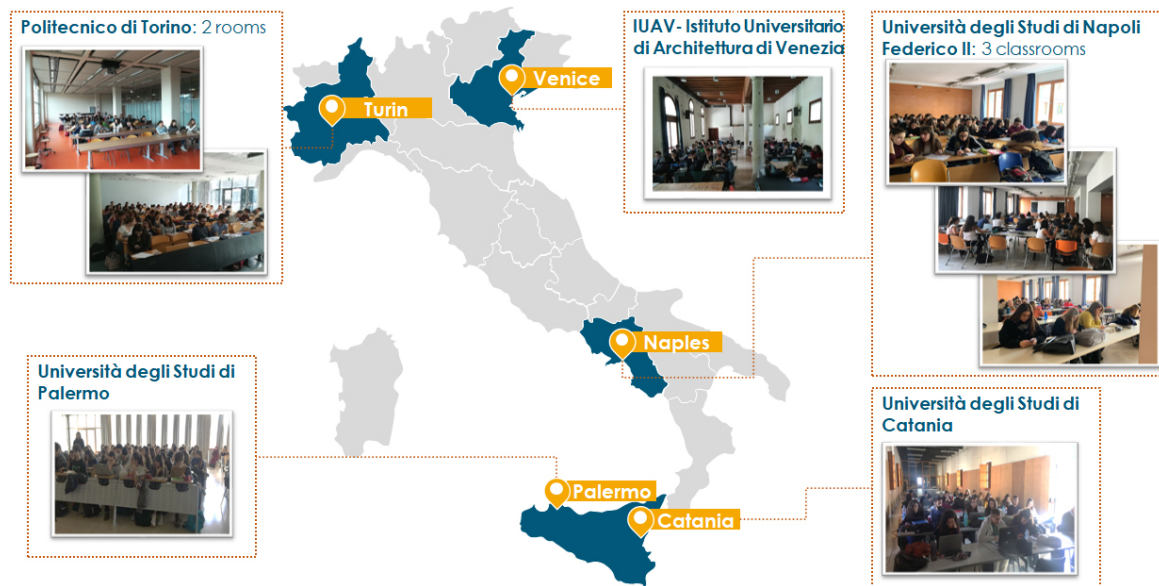 Politecnico di Torino: 2 rooms
IUAV- Istituto Universitario
di Architettura di Venezia
Università degli Studi di Napoli
Federico II: 3 classrooms
Venice
Turin
Naples
Università degli Studi di
Palermo
Università degli Studi di
Catania
Palermo
Catania